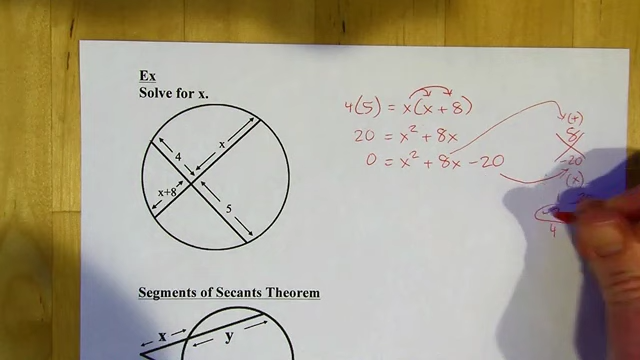 Ex
Solve for x.
4
x
x+8
5
4(5) = x(x + 8)
20 = x² + 8x
0 = x² + 8x - 20
(+)
8
-20
(x)
4
Segments of Secants Theorem
x
y